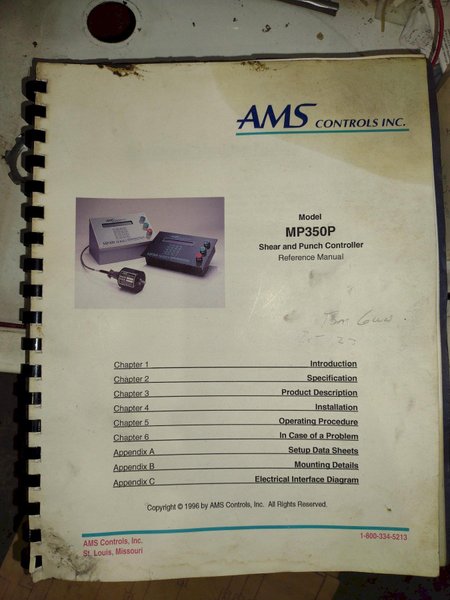 AMS CONTROLS INC.
Model
MP350P
Shear and Punch Controller
Reference Manual
Chapter 1 Introduction
Chapter 2 Specification
Chapter 3 Product Description
Chapter 4 Installation
Chapter 5 Operating Procedure
Chapter 6 In Case of a Problem
Appendix A Setup Data Sheets
Appendix B Mounting Details
Appendix C Electrical Interface Diagram
Copyright © 1996 by AMS Controls, Inc. All Rights Reserved.
AMS Controls, Inc.
St. Louis, Missouri
1-800-334-5213